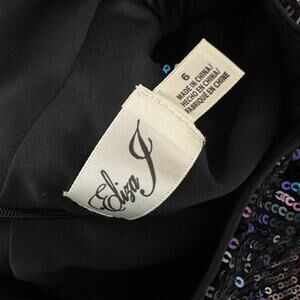 Eliza J
6
MADE IN CHINA/
HECHO EN CHINA/
FABRIQUÉ EN CHINE